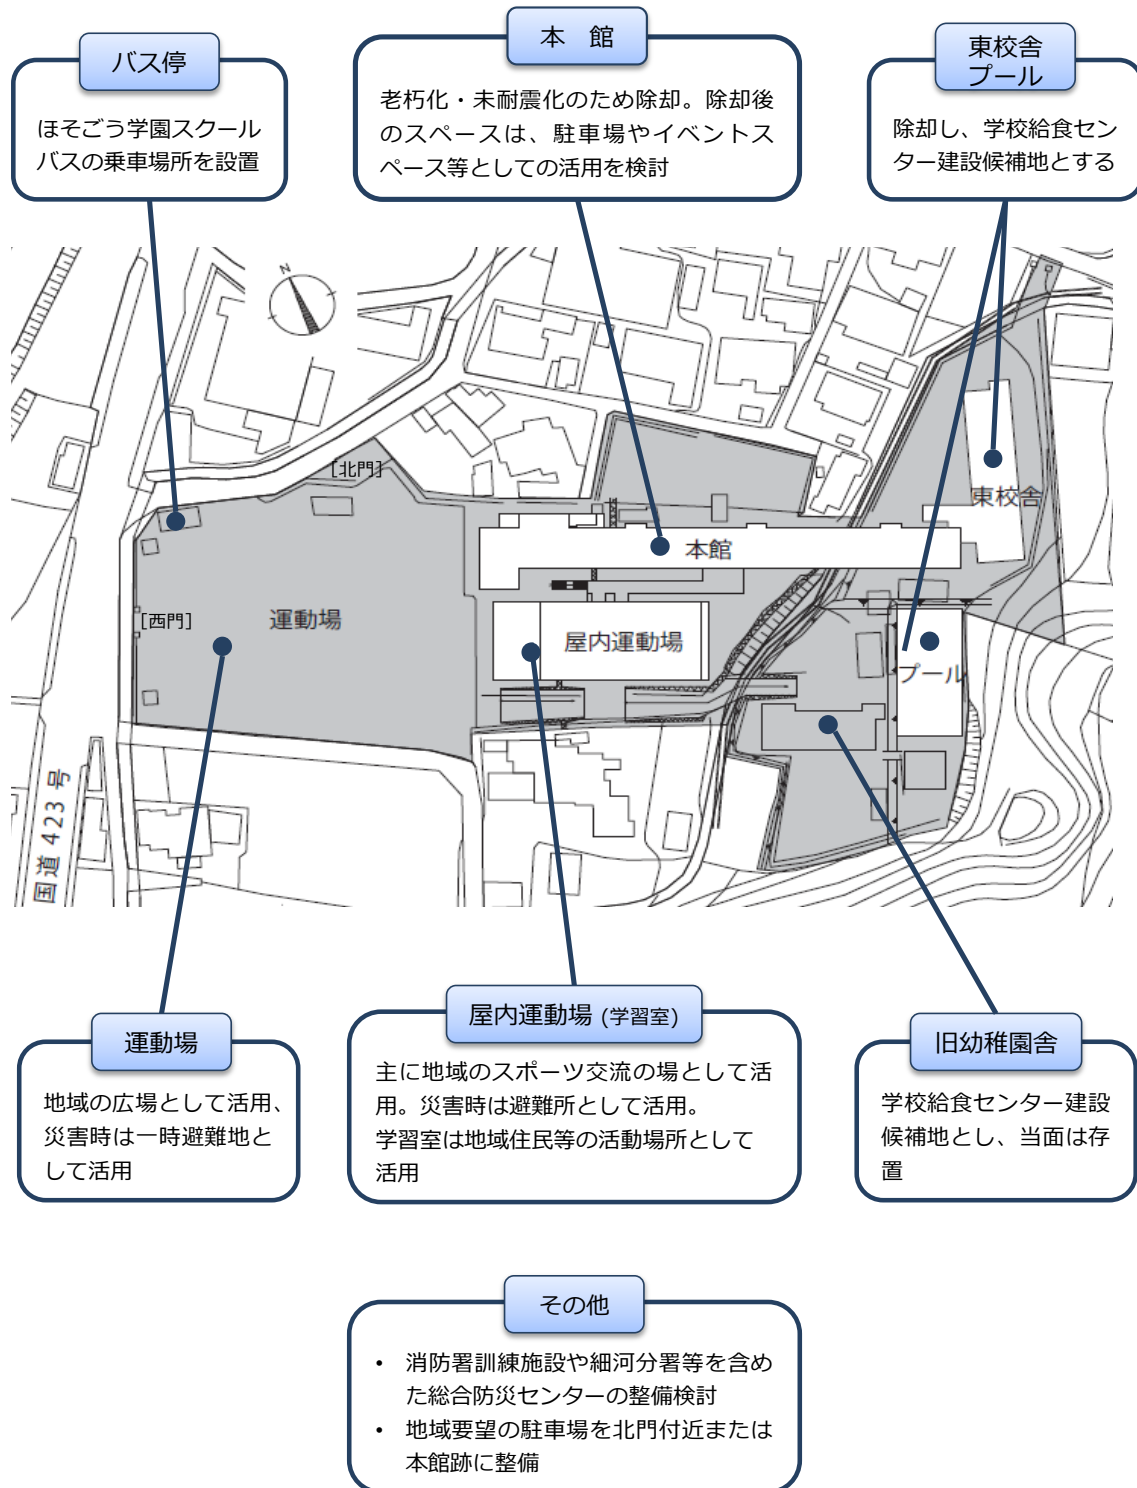 バス停
ほそごう学園スクール
バスの乗車場所を設置
本　館
老朽化・未耐震化のため除却。除却後
のスペースは、駐車場やイベントス
ペース等としての活用を検討
東校舎
プール
除却し、学校給食セン
ター建設候補地とする
N
[北門]
東校舎
本館
[西門]
運動場
屋内運動場
プール
国道 423 号
運動場
地域の広場として活用、
災害時は一時避難地と
して活用
屋内運動場 (学習室)
主に地域のスポーツ交流の場として活
用。災害時は避難所として活用。
学習室は地域住民等の活動場所として
活用
旧幼稚園舎
学校給食センター建設
候補地とし、当面は存
置
その他
• 消防署訓練施設や細河分署等を含め
た総合防災センターの整備検討
• 地域要望の駐車場を北門付近または
本館跡に整備